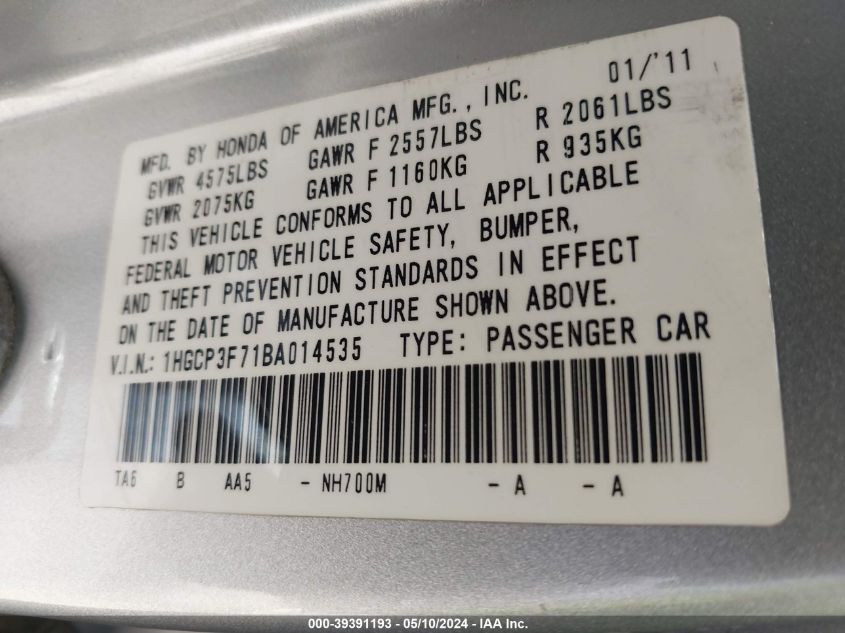 01/'11
MFD. BY HONDA OF AMERICA MFG., INC.
GVWR 4575LBS GAWR F 2557LBS R 2061LBS
GVWR 2075KG GAWR F 1160KG R 935KG
THIS VEHICLE CONFORMS TO ALL APPLICABLE
FEDERAL MOTOR VEHICLE SAFETY, BUMPER,
AND THEFT PREVENTION STANDARDS IN EFFECT
ON THE DATE OF MANUFACTURE SHOWN ABOVE.
V.I.N.: 1HGCP3F71BA014535 TYPE: PASSENGER CAR
TA6 B AA5 - NH700M - A - A
000-39391193 - 05/10/2024 - IAA Inc.